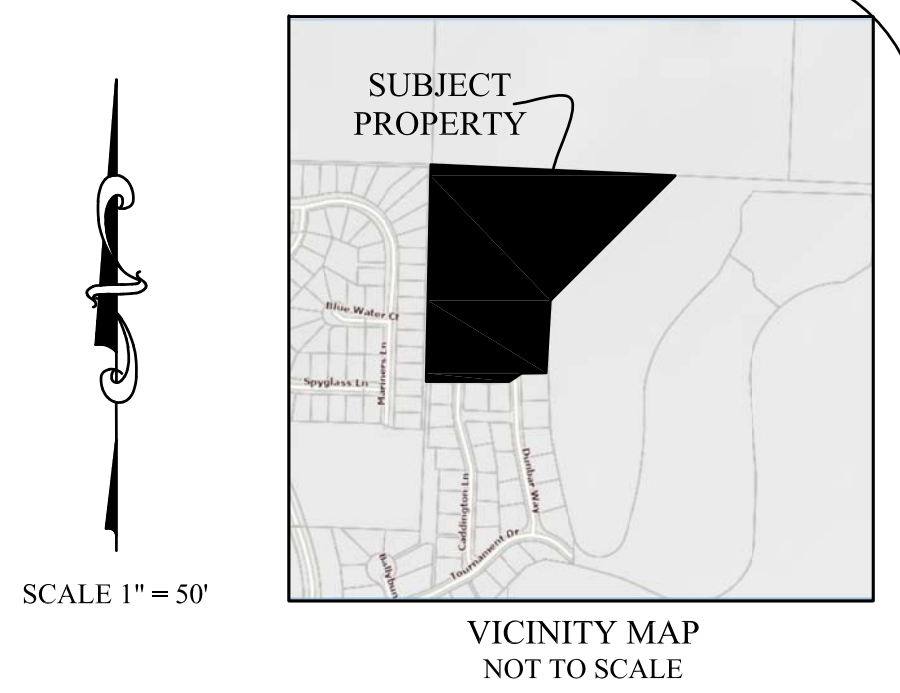 SUBJECT
PROPERTY
Blue Water Ct
Mariners Ln
Spyglass Ln
Dunbar Way
Caddington Ln
Tournament Dr
Ballybun
SCALE 1" = 50'
VICINITY MAP
NOT TO SCALE